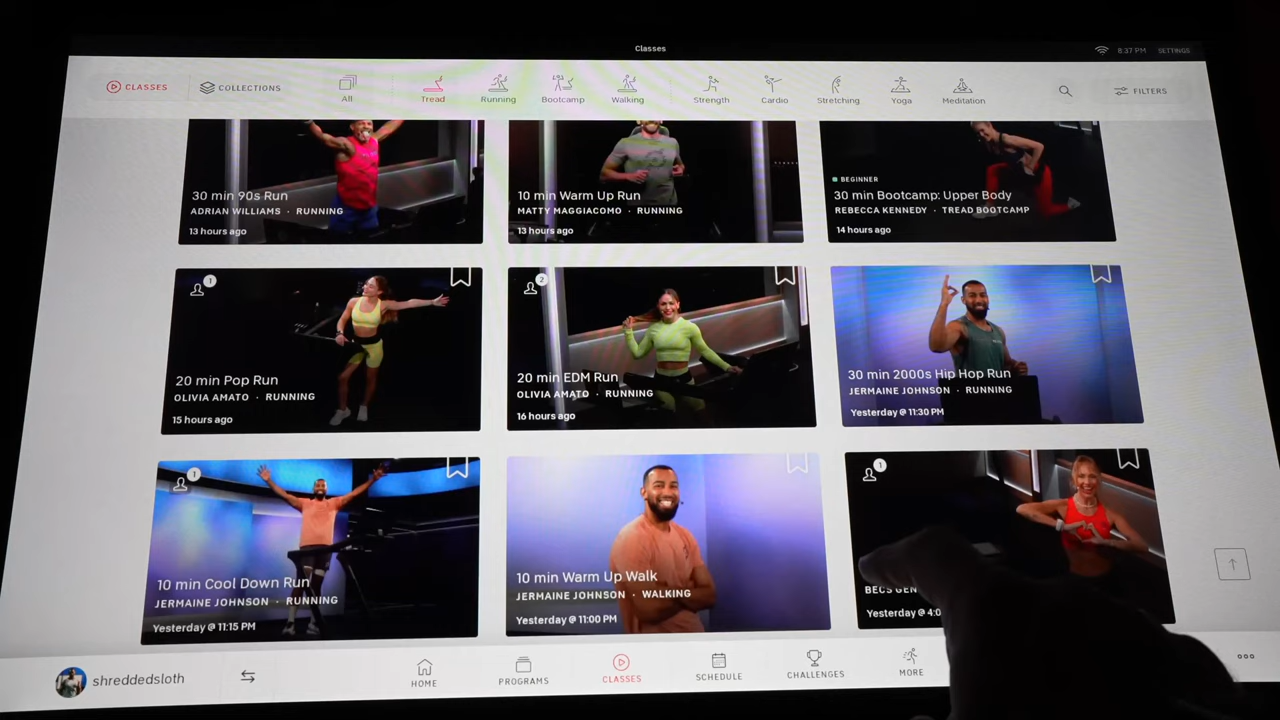 Classes
8:37 PM SETTINGS
CLASSES
COLLECTIONS
All
Tread
Running
Bootcamp
Walking
Strength
Cardio
Stretching
Yoga
Meditation
FILTERS
30 min 90s Run
ADRIAN WILLIAMS · RUNNING
13 hours ago
10 min Warm Up Run
MATTY MAGGIACOMO · RUNNING
13 hours ago
BEGINNER
30 min Bootcamp: Upper Body
REBECCA KENNEDY · TREAD BOOTCAMP
14 hours ago
1
20 min Pop Run
OLIVIA AMATO · RUNNING
15 hours ago
2
20 min EDM Run
OLIVIA AMATO · RUNNING
16 hours ago
30 min 2000s Hip Hop Run
JERMAINE JOHNSON · RUNNING
Yesterday @ 11:30 PM
1
10 min Cool Down Run
JERMAINE JOHNSON · RUNNING
Yesterday @ 11:15 PM
10 min Warm Up Walk
JERMAINE JOHNSON · WALKING
Yesterday @ 11:00 PM
1
BECS GEN
Yesterday @ 4:0
shreddedsloth
HOME
PROGRAMS
CLASSES
SCHEDULE
CHALLENGES
MORE